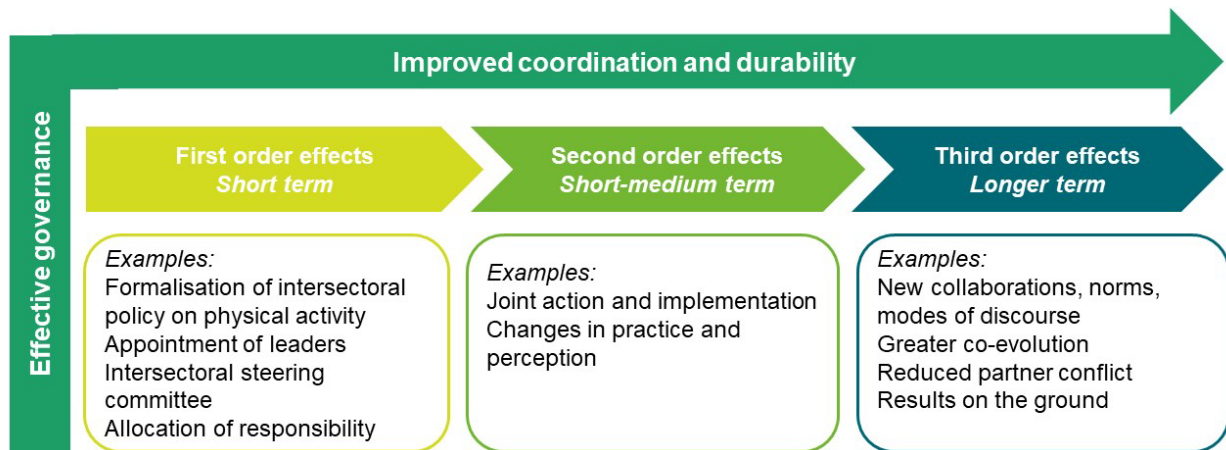 Improved coordination and durability
Effective governance
First order effects
Short term
Second order effects
Short-medium term
Third order effects
Longer term
Examples:
Formalisation of intersectoral
policy on physical activity
Appointment of leaders
Intersectoral steering
committee
Allocation of responsibility
Examples:
Joint action and implementation
Changes in practice and
perception
Examples:
New collaborations, norms,
modes of discourse
Greater co-evolution
Reduced partner conflict
Results on the ground